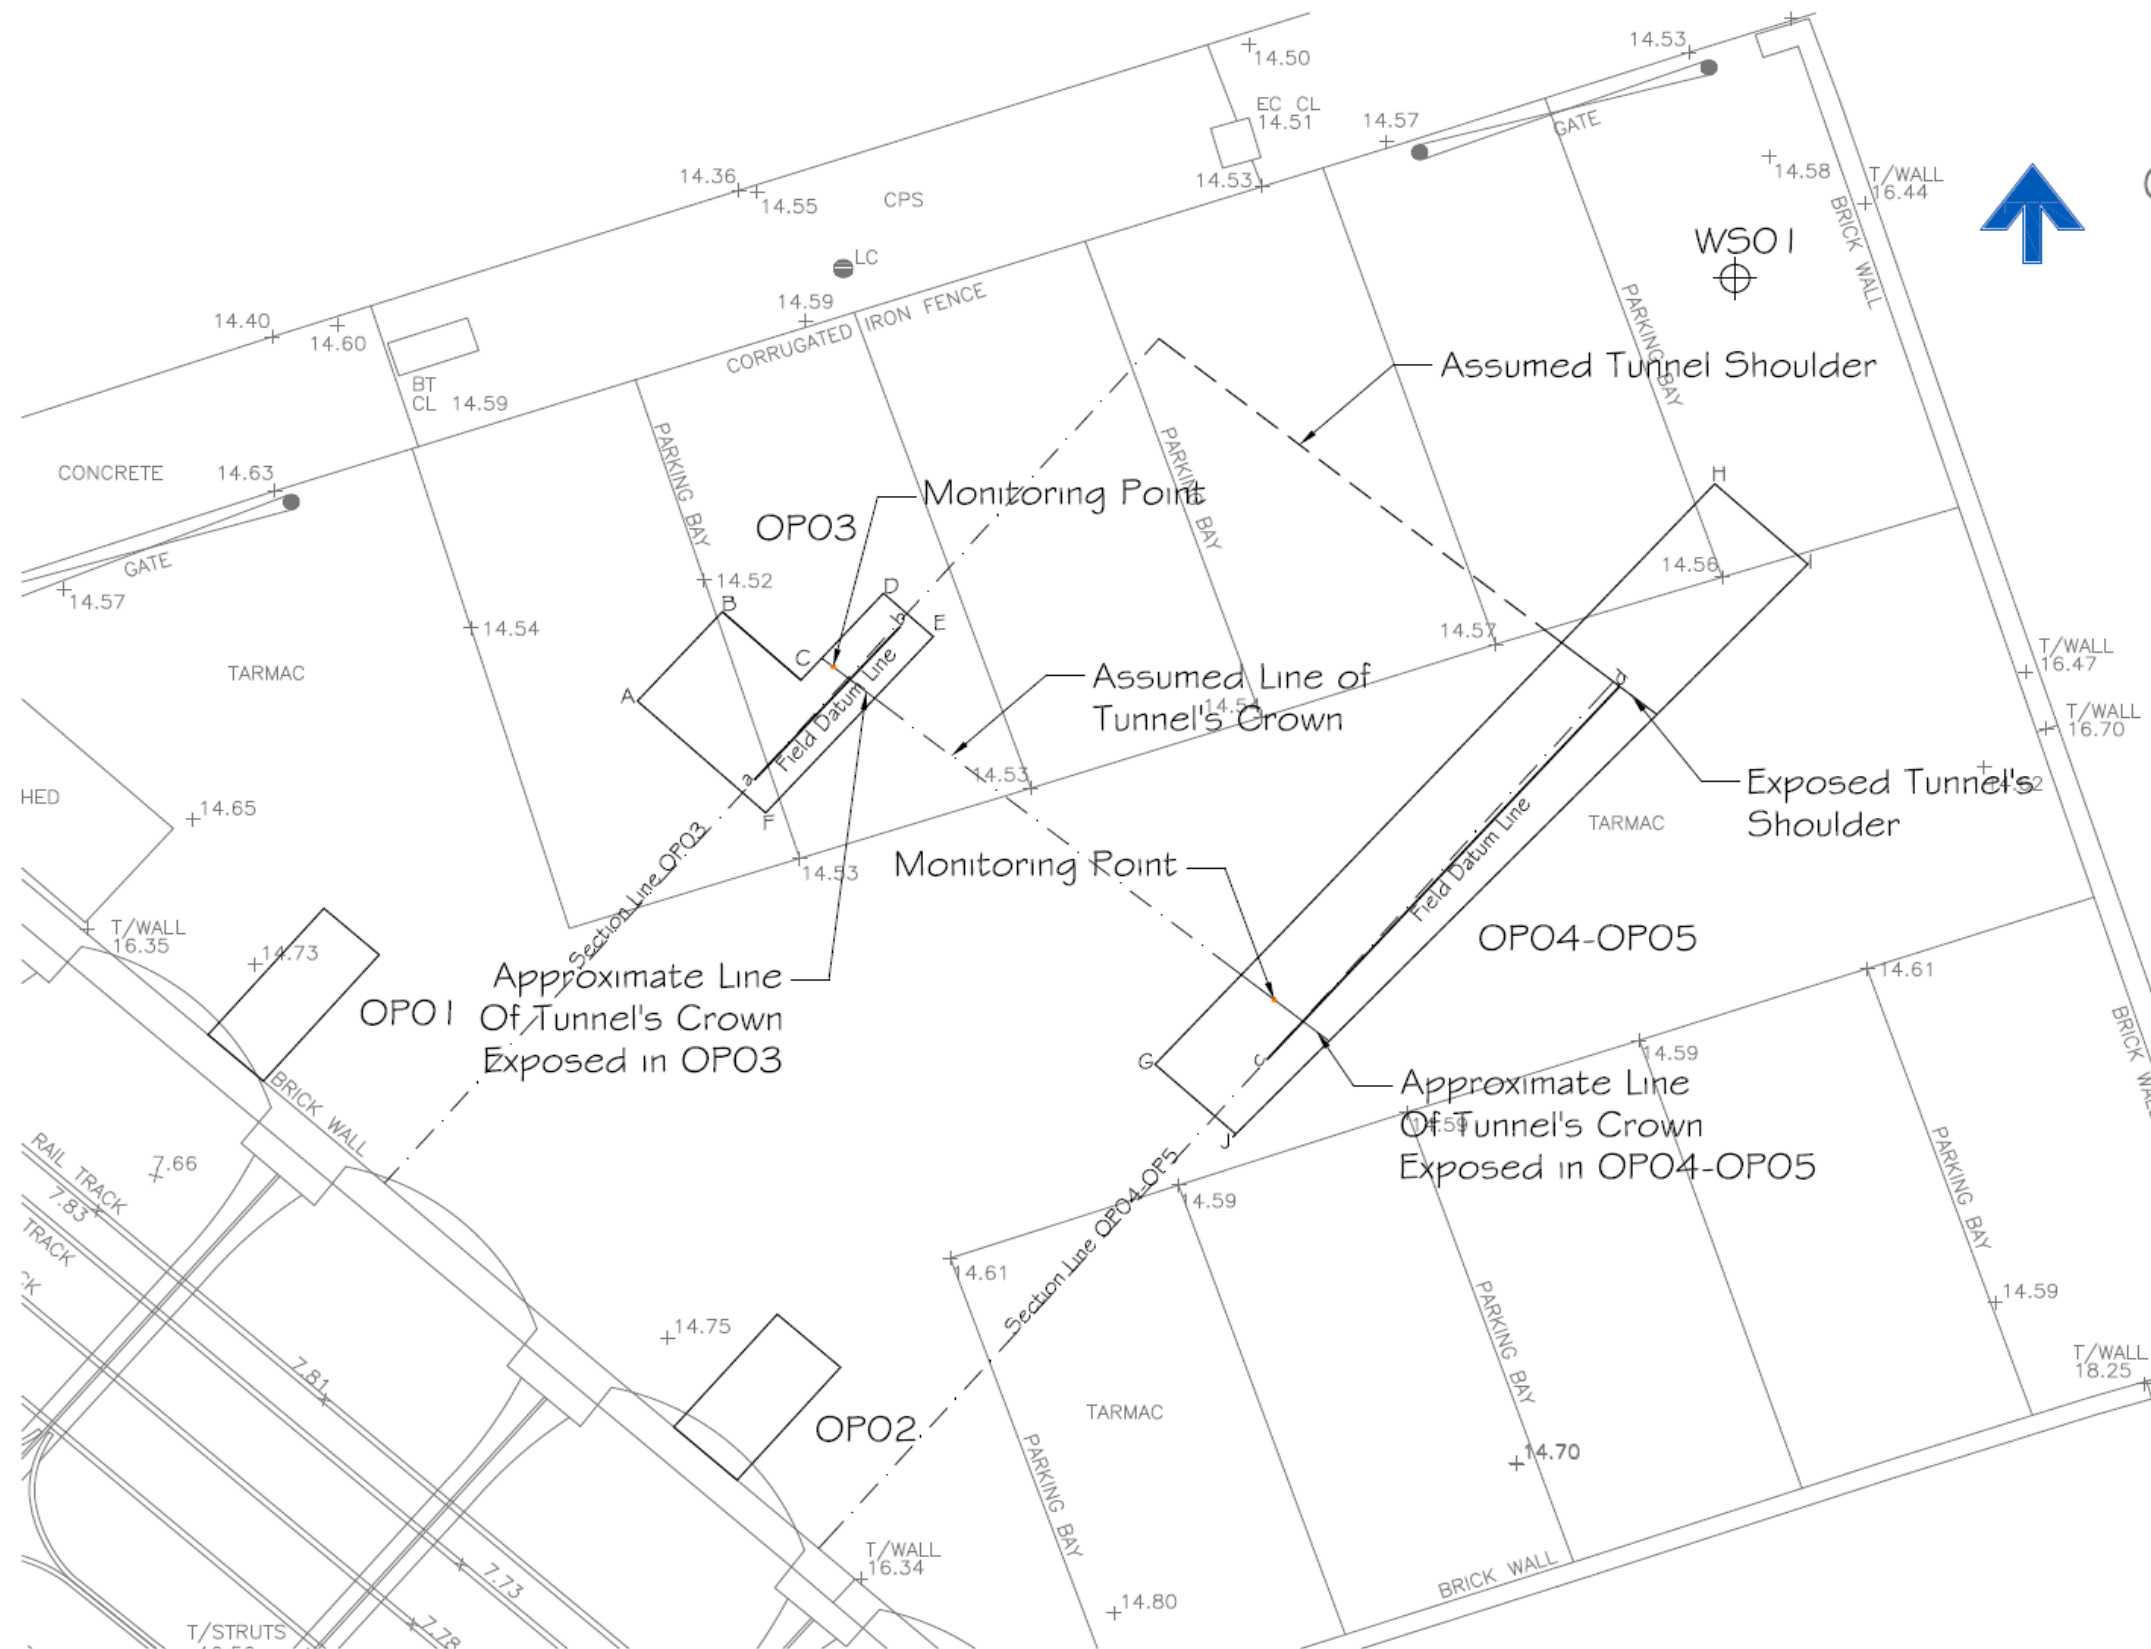 14.50
14.53
EC CL
14.51
14.57
GATE
14.36
14.55
CPS
14.53
14.58
T/WALL
16.44
BRICK WALL
WS01
LC
14.59
CORRUGATED IRON FENCE
14.40
14.60
BT
CL 14.59
PARKING BAY
Assumed Tunnel Shoulder
PARKING BAY
PARKING BAY
CONCRETE
14.63
GATE
14.57
Monitoring Point
OP03
H
I
14.56
14.52
B
D
E
C
A
b
a
F
Field Datum Line
14.54
TARMAC
14.57
T/WALL
16.47
T/WALL
16.70
Assumed Line of
Tunnel's Crown
d
14.53
Exposed Tunnel's
Shoulder
TARMAC
HED
14.65
Section Line OP03
14.53
Monitoring Point
Field Datum Line
OP04-OP05
T/WALL
16.35
14.73
OP01
Approximate Line
Of Tunnel's Crown
Exposed in OP03
14.61
14.59
G
c
J
Approximate Line
Of Tunnel's Crown
Exposed in OP04-OP05
14.59
BRICK WALL
BRICK WALL
RAIL TRACK
7.83
TRACK
CK
7.66
Section Line OP04-OP5
14.59
14.61
PARKING BAY
PARKING BAY
14.59
14.75
7.81
OP02
TARMAC
PARKING BAY
14.70
T/WALL
18.25
T/WALL
16.34
14.80
BRICK WALL
7.73
7.78
T/STRUTS